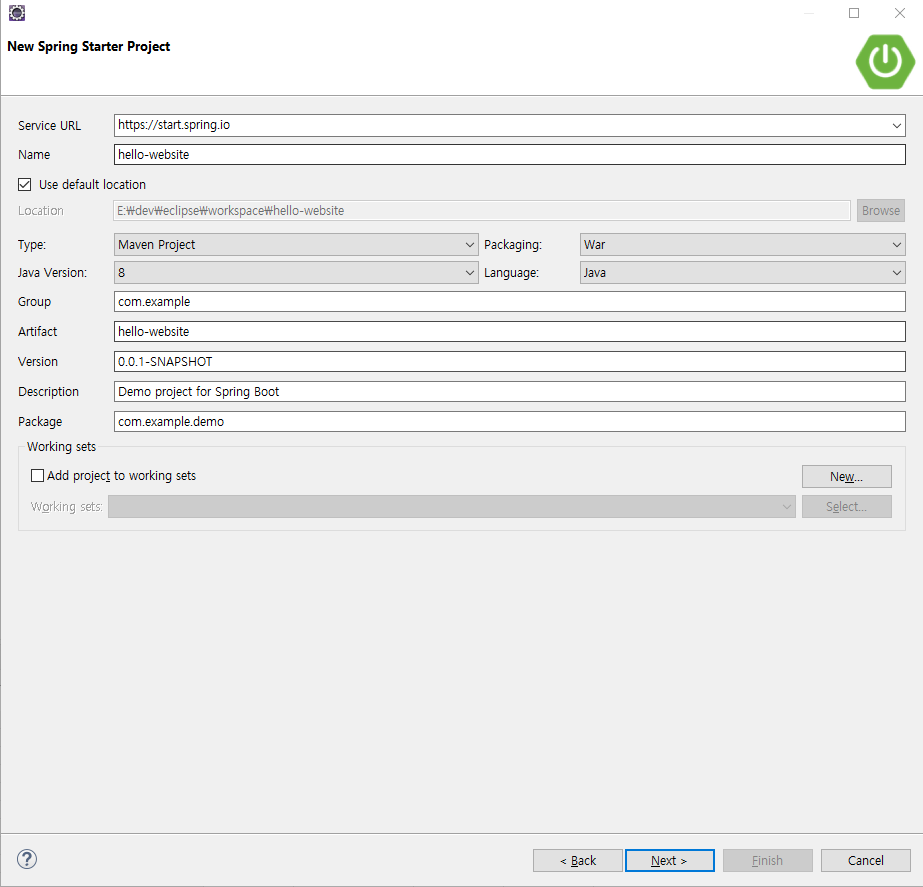 New Spring Starter Project
Service URL https://start.spring.io
Name hello-website
Use default location
Location E:₩dev₩eclipse₩workspace₩hello-website Browse
Type: Maven Project Packaging: War
Java Version: 8 Language: Java
Group com.example
Artifact hello-website
Version 0.0.1-SNAPSHOT
Description Demo project for Spring Boot
Package com.example.demo
Working sets
Add project to working sets New...
Working sets: Select...
? < Back Next > Finish Cancel